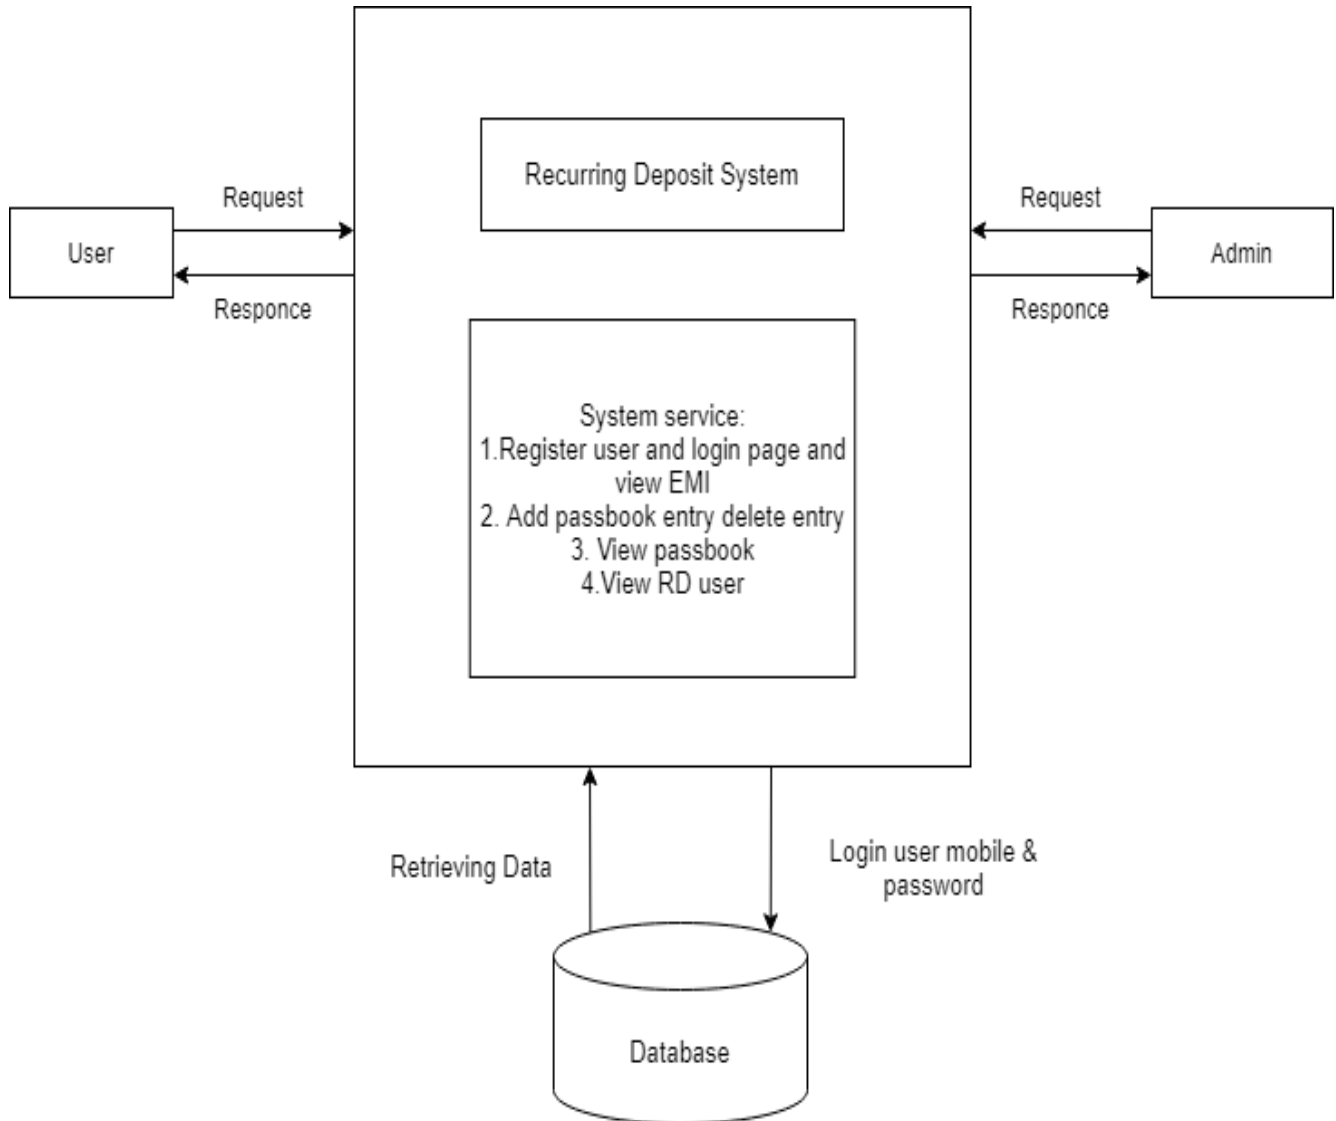 Recurring Deposit System
Request
User
Responce
Request
Admin
Responce
System service:
1.Register user and login page and
view EMI
2. Add passbook entry delete entry
3. View passbook
4.View RD user
Retrieving Data
Login user mobile &
password
Database